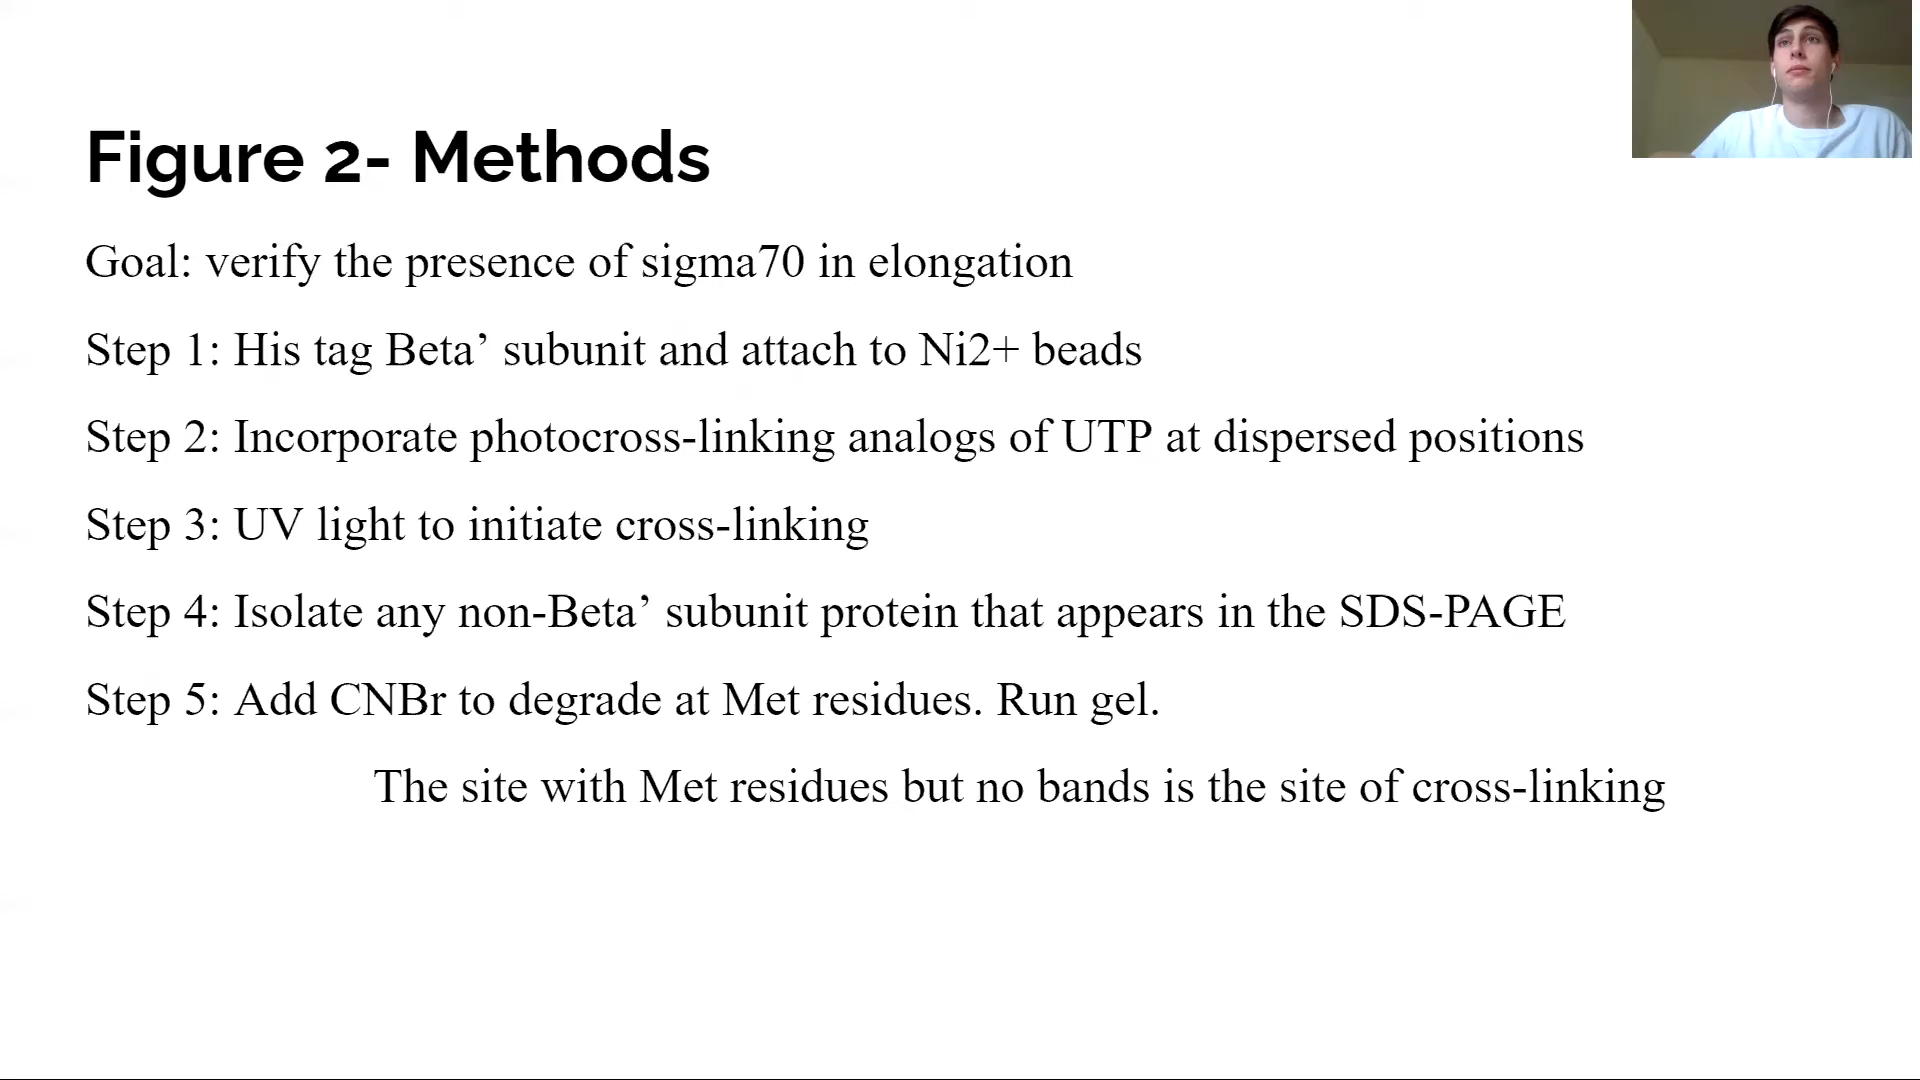 Figure 2- Methods
Goal: verify the presence of sigma70 in elongation
Step 1: His tag Beta’ subunit and attach to Ni2+ beads
Step 2: Incorporate photocross-linking analogs of UTP at dispersed positions
Step 3: UV light to initiate cross-linking
Step 4: Isolate any non-Beta’ subunit protein that appears in the SDS-PAGE
Step 5: Add CNBr to degrade at Met residues. Run gel.
The site with Met residues but no bands is the site of cross-linking